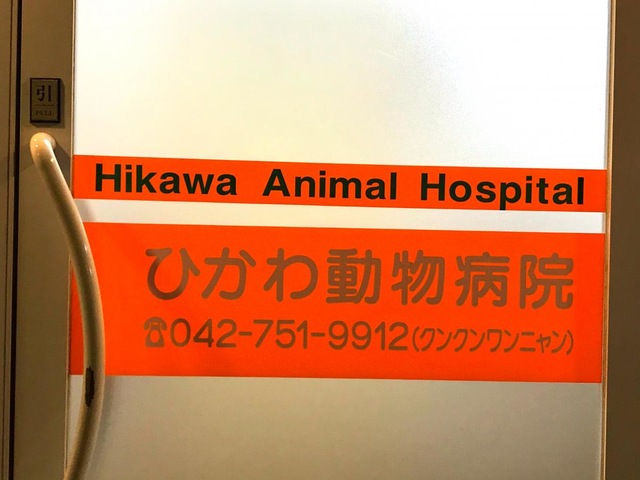 引
PULL
Hikawa Animal Hospital
ひかわ動物病院
☎042-751-9912(クンクンワンニャン)